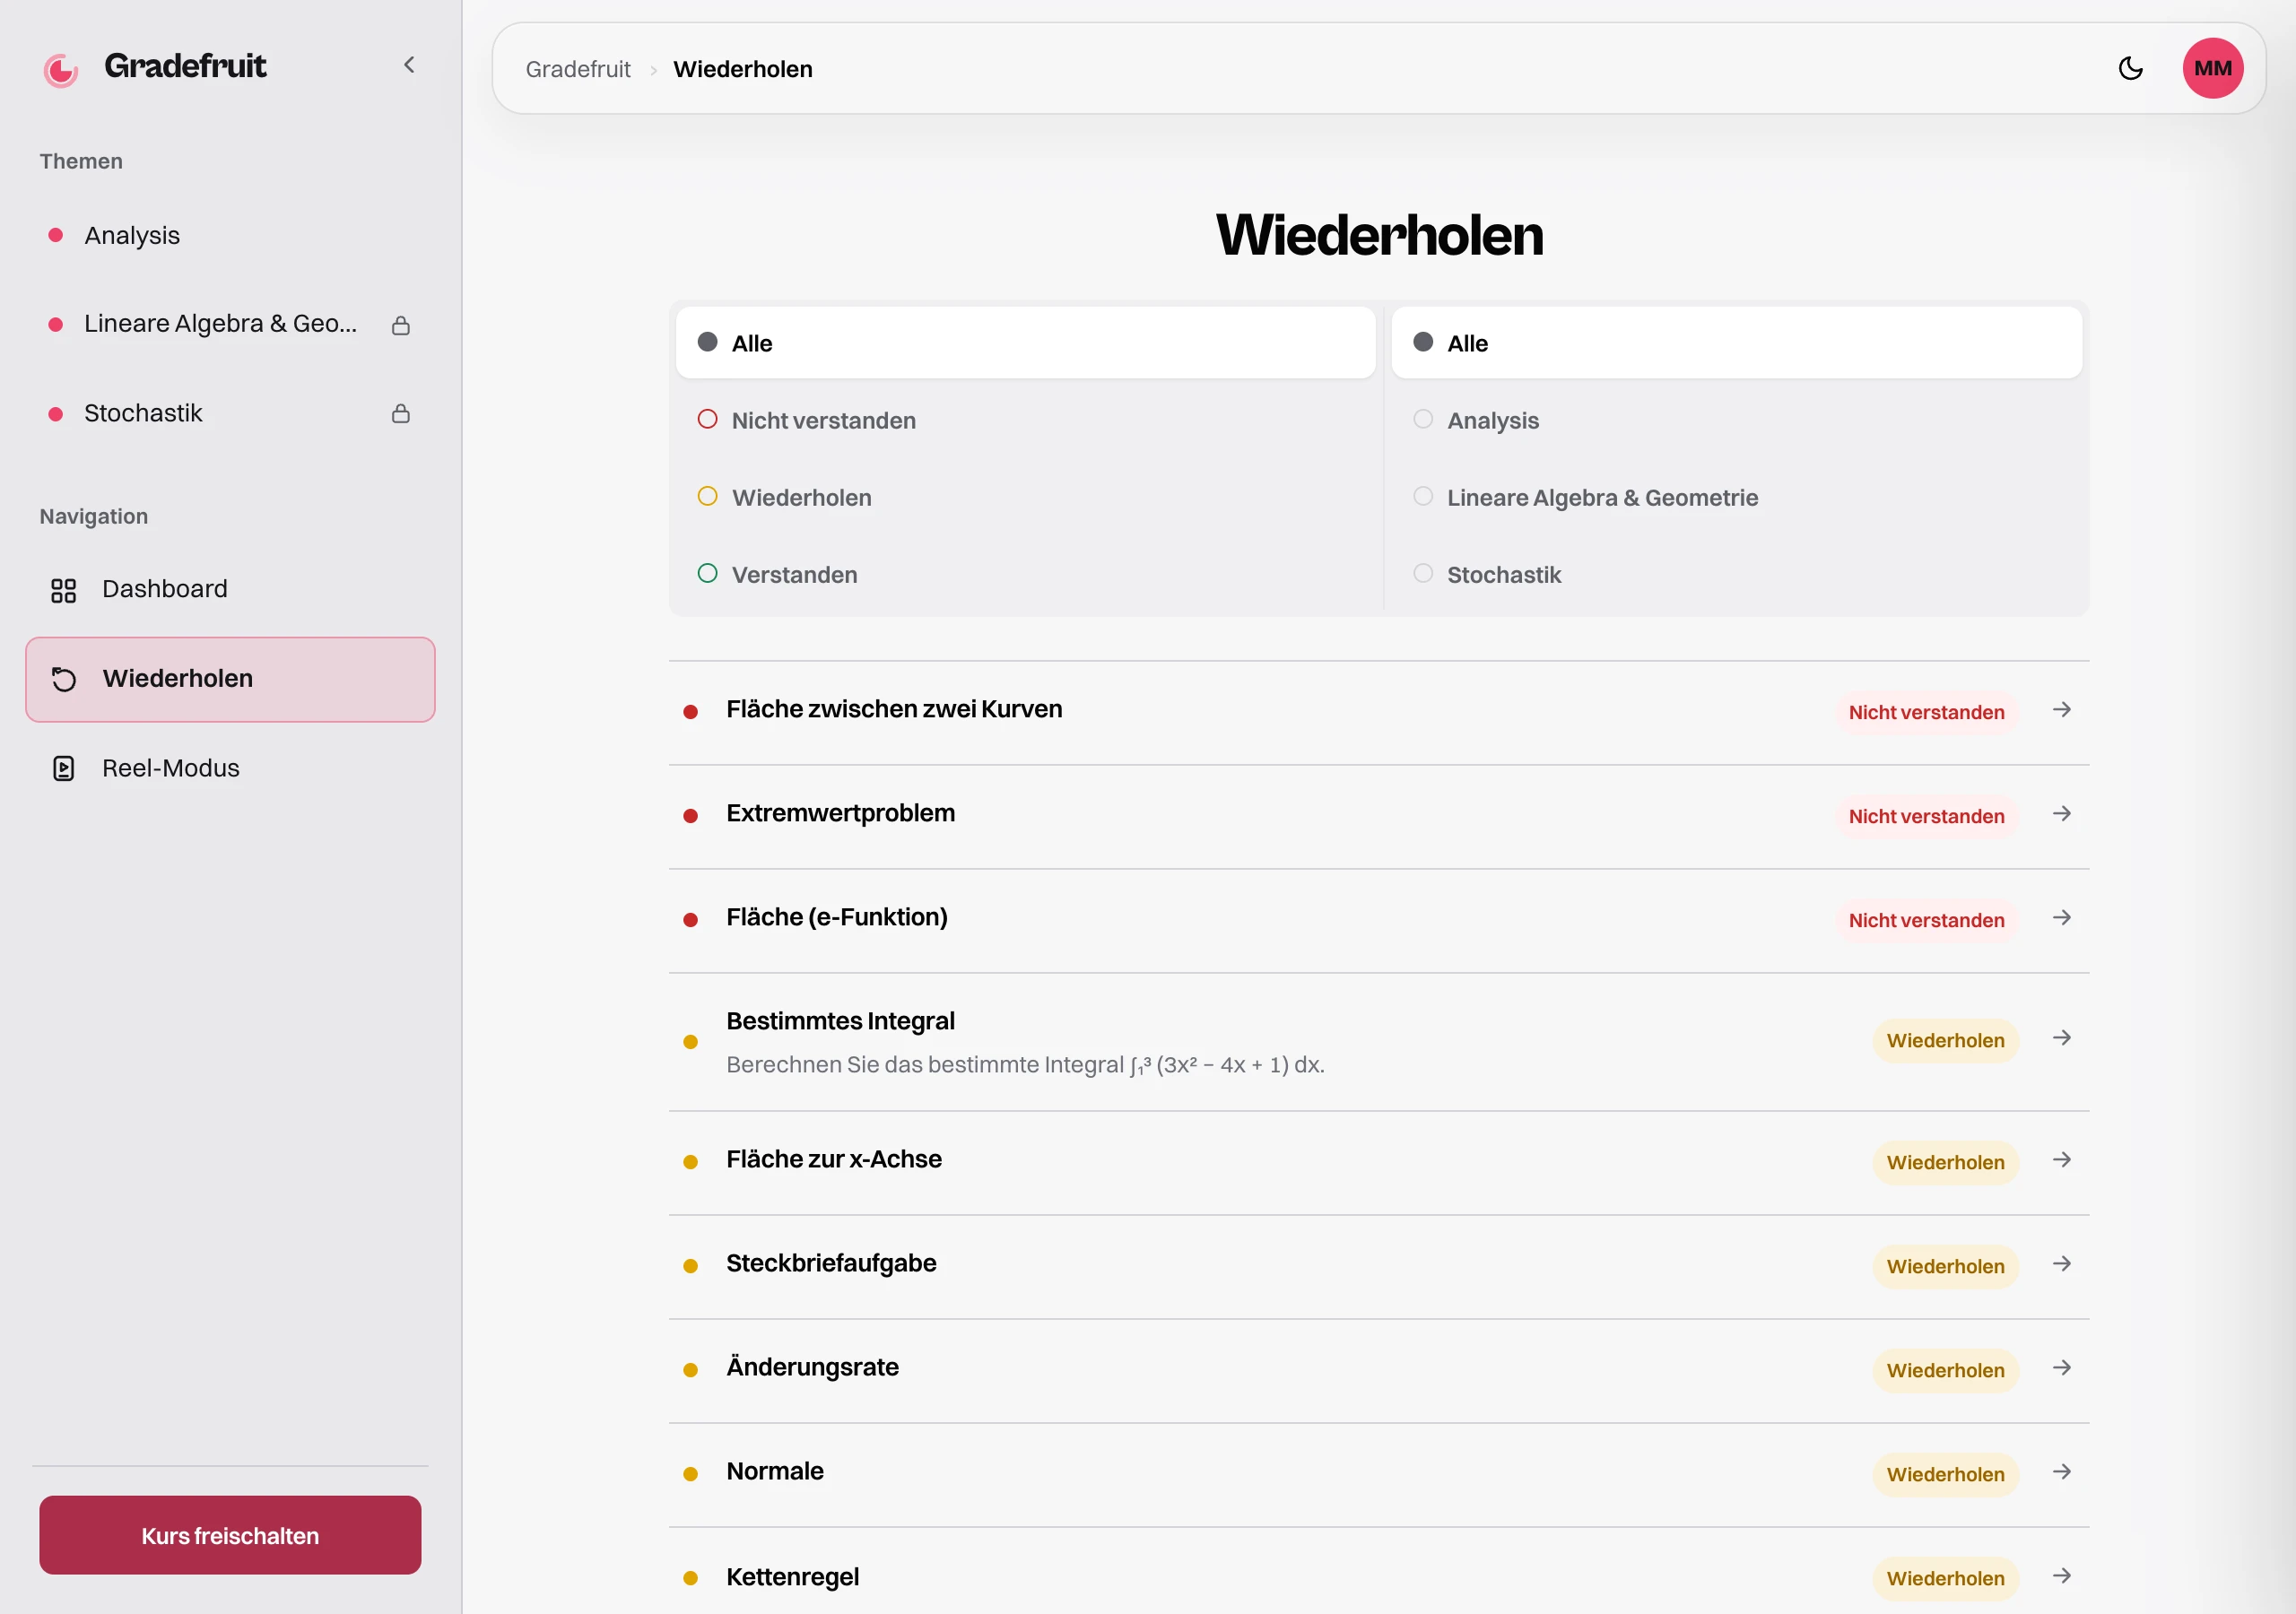 Gradefruit
Themen
Analysis
Lineare Algebra & Geo...
Stochastik
Navigation
Dashboard
Wiederholen
Reel-Modus
Kurs freischalten
Gradefruit › Wiederholen
MM
Wiederholen
Alle
Nicht verstanden
Wiederholen
Verstanden
Alle
Analysis
Lineare Algebra & Geometrie
Stochastik
Fläche zwischen zwei Kurven
Nicht verstanden
Extremwertproblem
Nicht verstanden
Fläche (e-Funktion)
Nicht verstanden
Bestimmtes Integral
Berechnen Sie das bestimmte Integral ∫₁³ (3x² − 4x + 1) dx.
Wiederholen
Fläche zur x-Achse
Wiederholen
Steckbriefaufgabe
Wiederholen
Änderungsrate
Wiederholen
Normale
Wiederholen
Kettenregel
Wiederholen